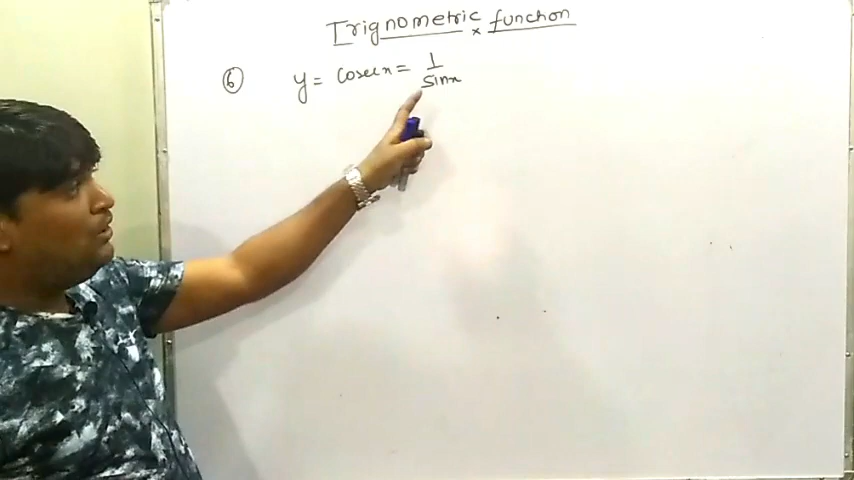 Trignometric function
6 y = cosecx = 1/sinx